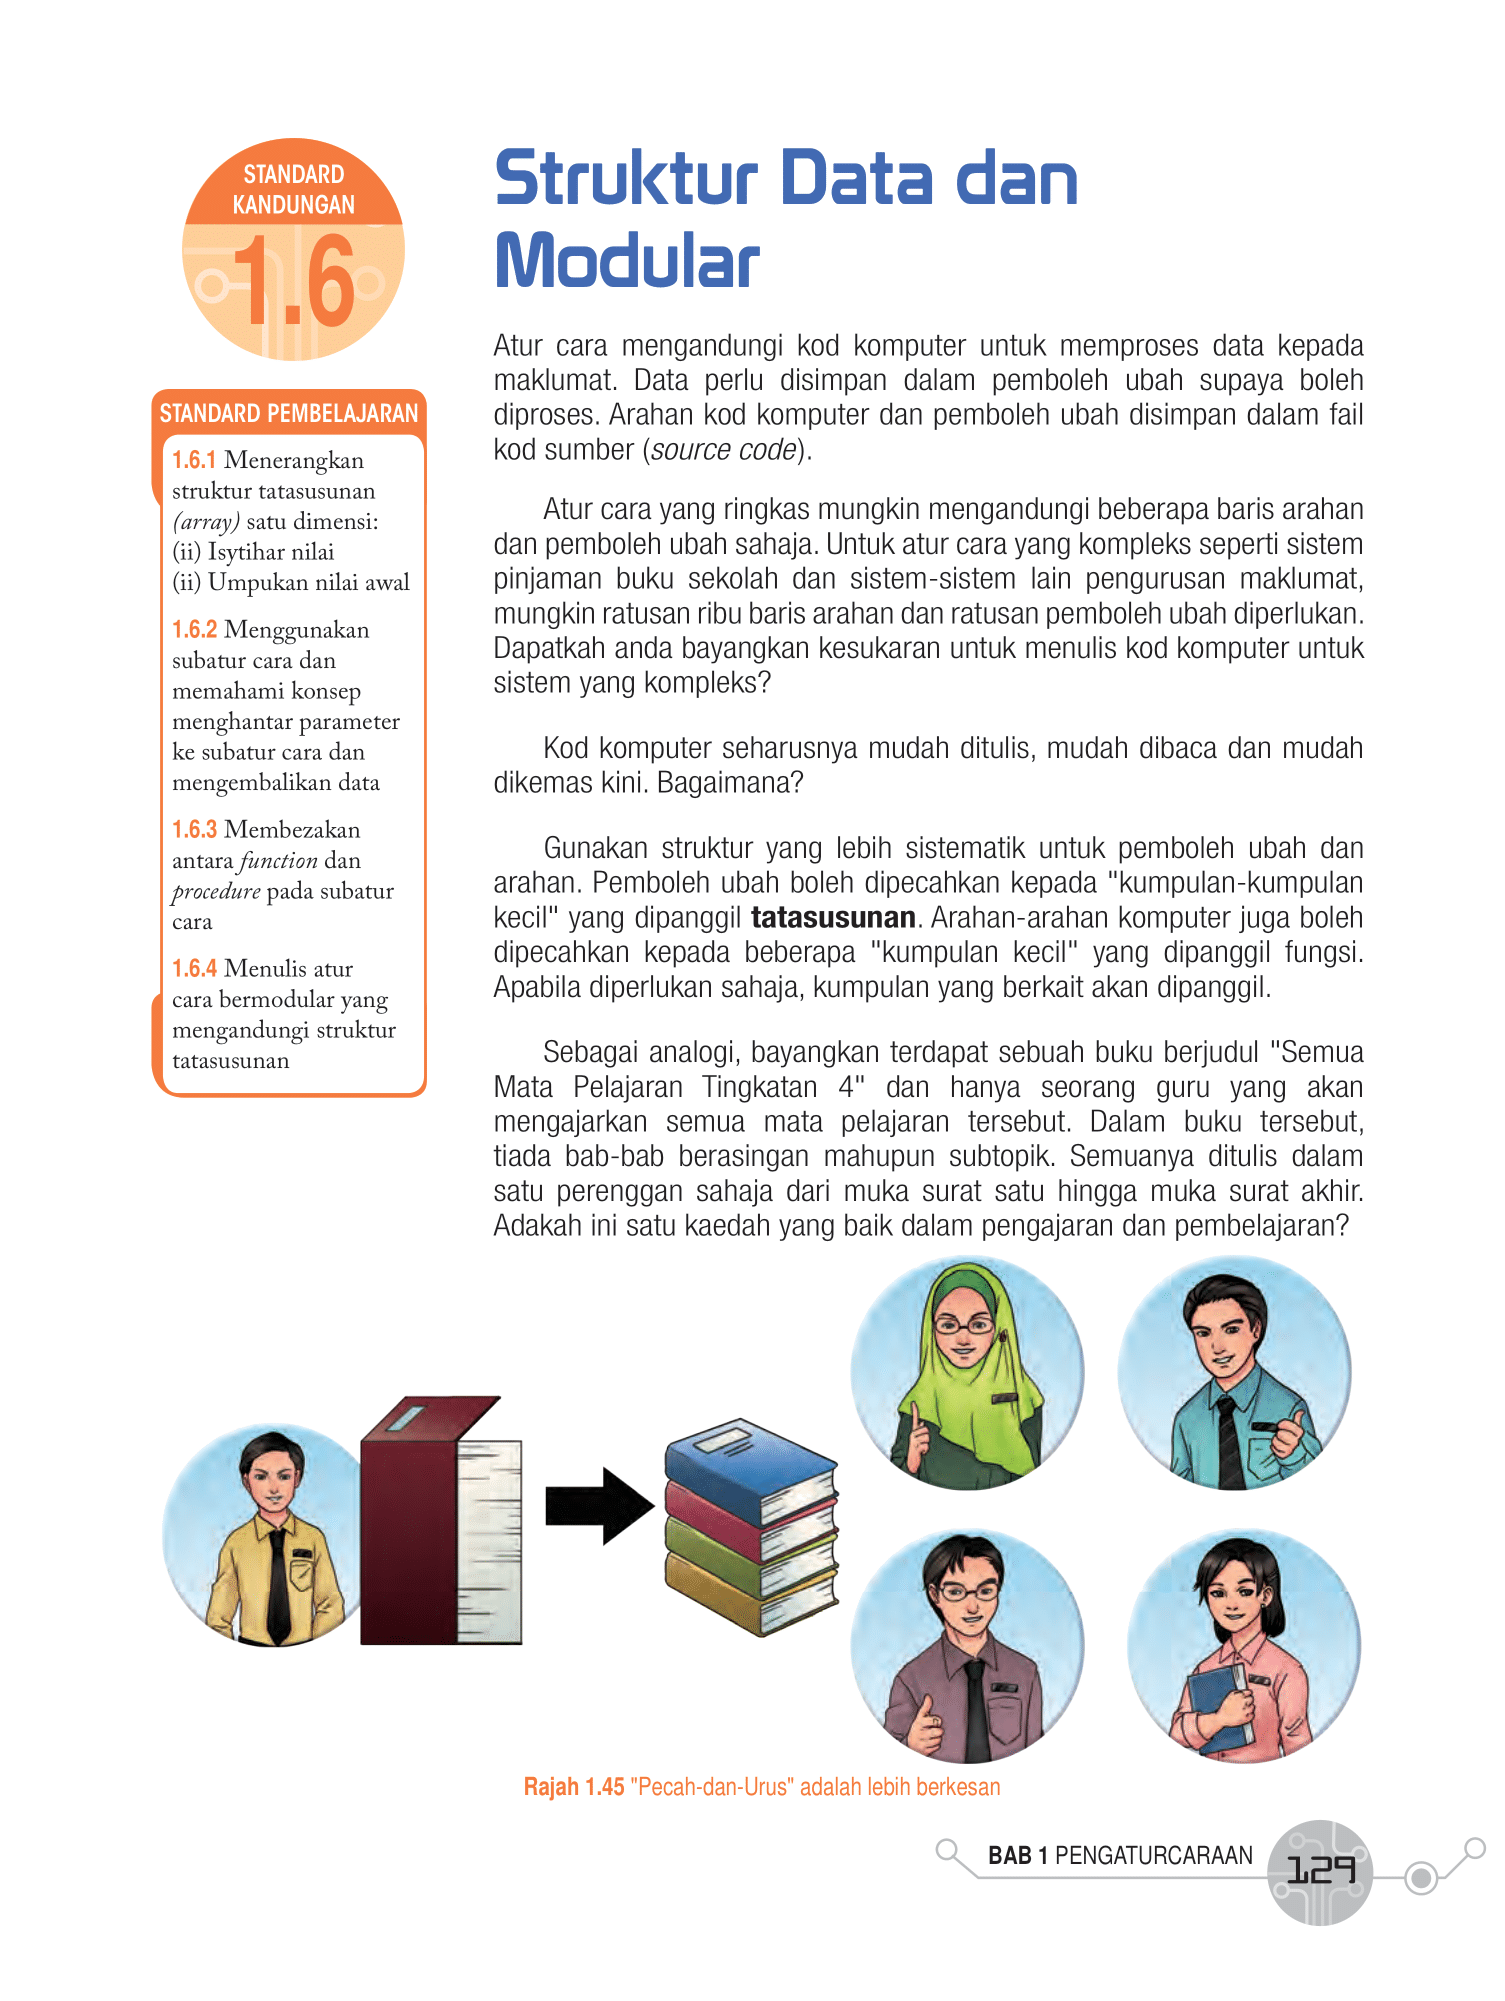 STANDARD
KANDUNGAN
1.6
STANDARD PEMBELAJARAN
1.6.1 Menerangkan
struktur tatasusunan
(array) satu dimensi:
(ii) Isytihar nilai
(ii) Umpukan nilai awal
1.6.2 Menggunakan
subatur cara dan
memahami konsep
menghantar parameter
ke subatur cara dan
mengembalikan data
1.6.3 Membezakan
antara function dan
procedure pada subatur
cara
1.6.4 Menulis atur
cara bermodular yang
mengandungi struktur
tatasusunan
Struktur Data dan
Modular
Atur cara mengandungi kod komputer untuk memproses data kepada
maklumat. Data perlu disimpan dalam pemboleh ubah supaya boleh
diproses. Arahan kod komputer dan pemboleh ubah disimpan dalam fail
kod sumber (source code).
Atur cara yang ringkas mungkin mengandungi beberapa baris arahan
dan pemboleh ubah sahaja. Untuk atur cara yang kompleks seperti sistem
pinjaman buku sekolah dan sistem-sistem lain pengurusan maklumat,
mungkin ratusan ribu baris arahan dan ratusan pemboleh ubah diperlukan.
Dapatkah anda bayangkan kesukaran untuk menulis kod komputer untuk
sistem yang kompleks?
Kod komputer seharusnya mudah ditulis, mudah dibaca dan mudah
dikemas kini. Bagaimana?
Gunakan struktur yang lebih sistematik untuk pemboleh ubah dan
arahan. Pemboleh ubah boleh dipecahkan kepada "kumpulan-kumpulan
kecil" yang dipanggil tatasusunan. Arahan-arahan komputer juga boleh
dipecahkan kepada beberapa "kumpulan kecil" yang dipanggil fungsi.
Apabila diperlukan sahaja, kumpulan yang berkait akan dipanggil.
Sebagai analogi, bayangkan terdapat sebuah buku berjudul "Semua
Mata Pelajaran Tingkatan 4" dan hanya seorang guru yang akan
mengajarkan semua mata pelajaran tersebut. Dalam buku tersebut,
tiada bab-bab berasingan mahupun subtopik. Semuanya ditulis dalam
satu perenggan sahaja dari muka surat satu hingga muka surat akhir.
Adakah ini satu kaedah yang baik dalam pengajaran dan pembelajaran?
Rajah 1.45 "Pecah-dan-Urus" adalah lebih berkesan
BAB 1 PENGATURCARAAN 129